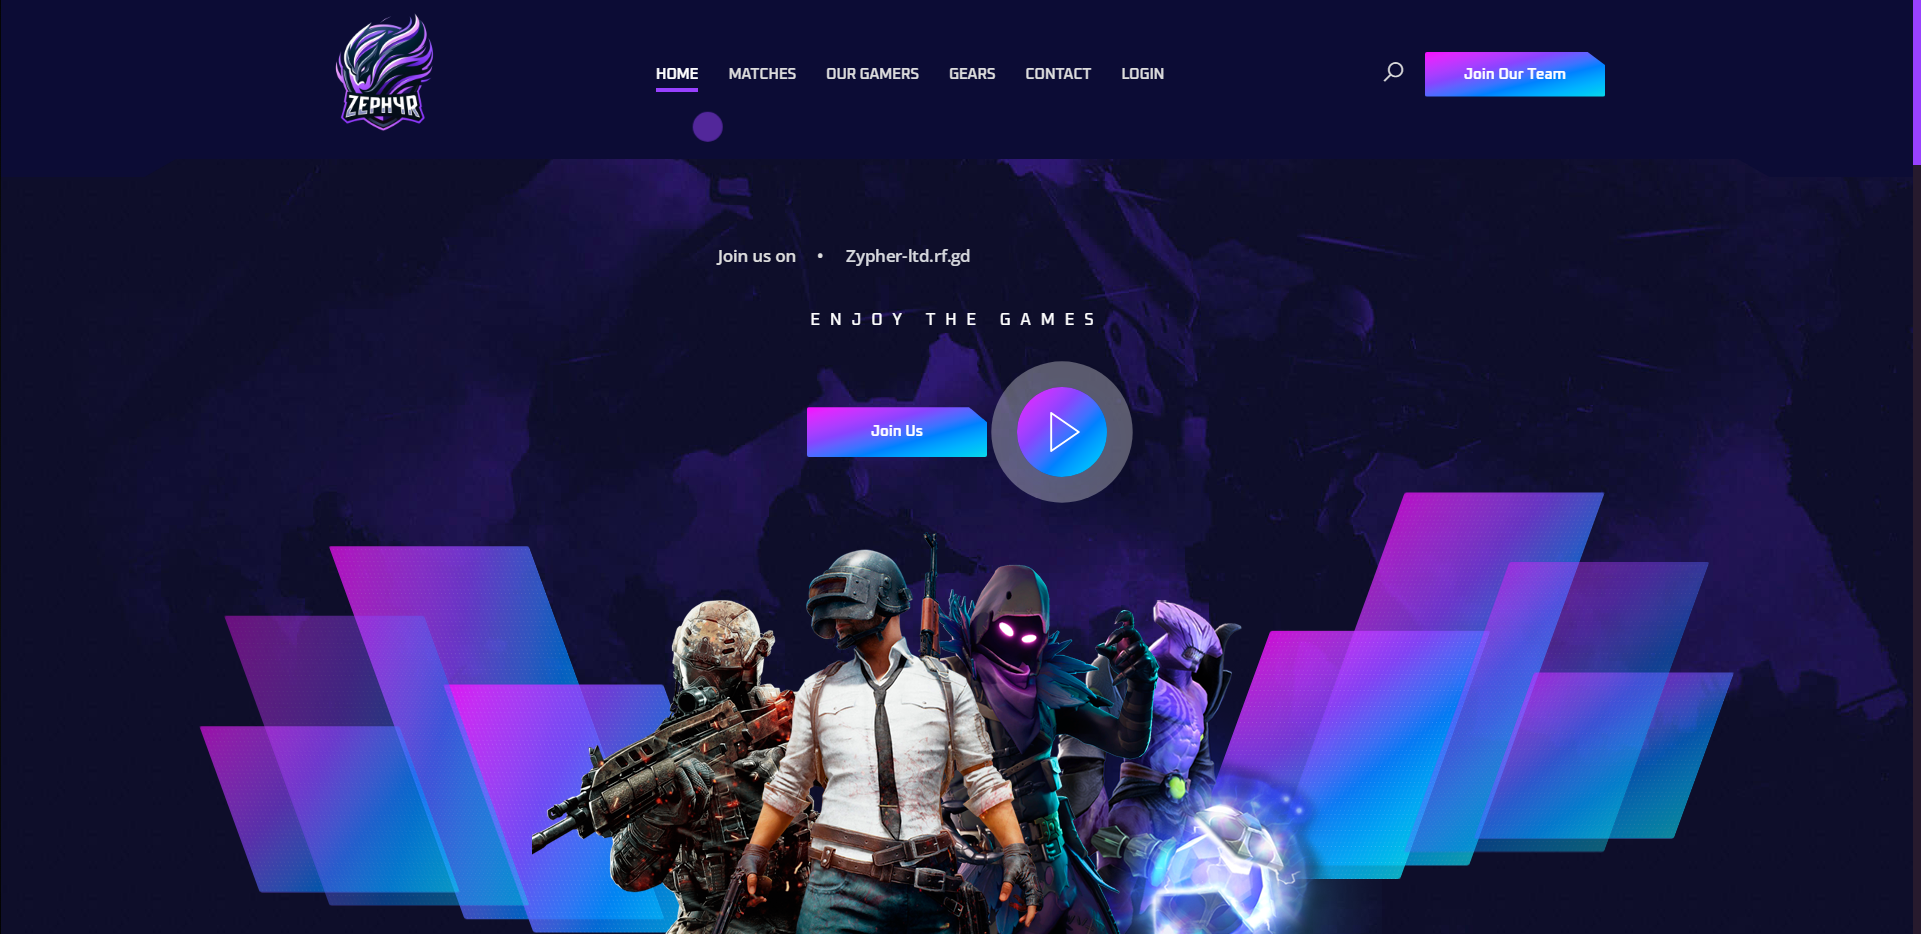 ZEPHYR
HOME MATCHES OUR GAMERS GEARS CONTACT LOGIN
Join Our Team
Join us on • Zypher-ltd.rf.gd
ENJOY THE GAMES
Join Us